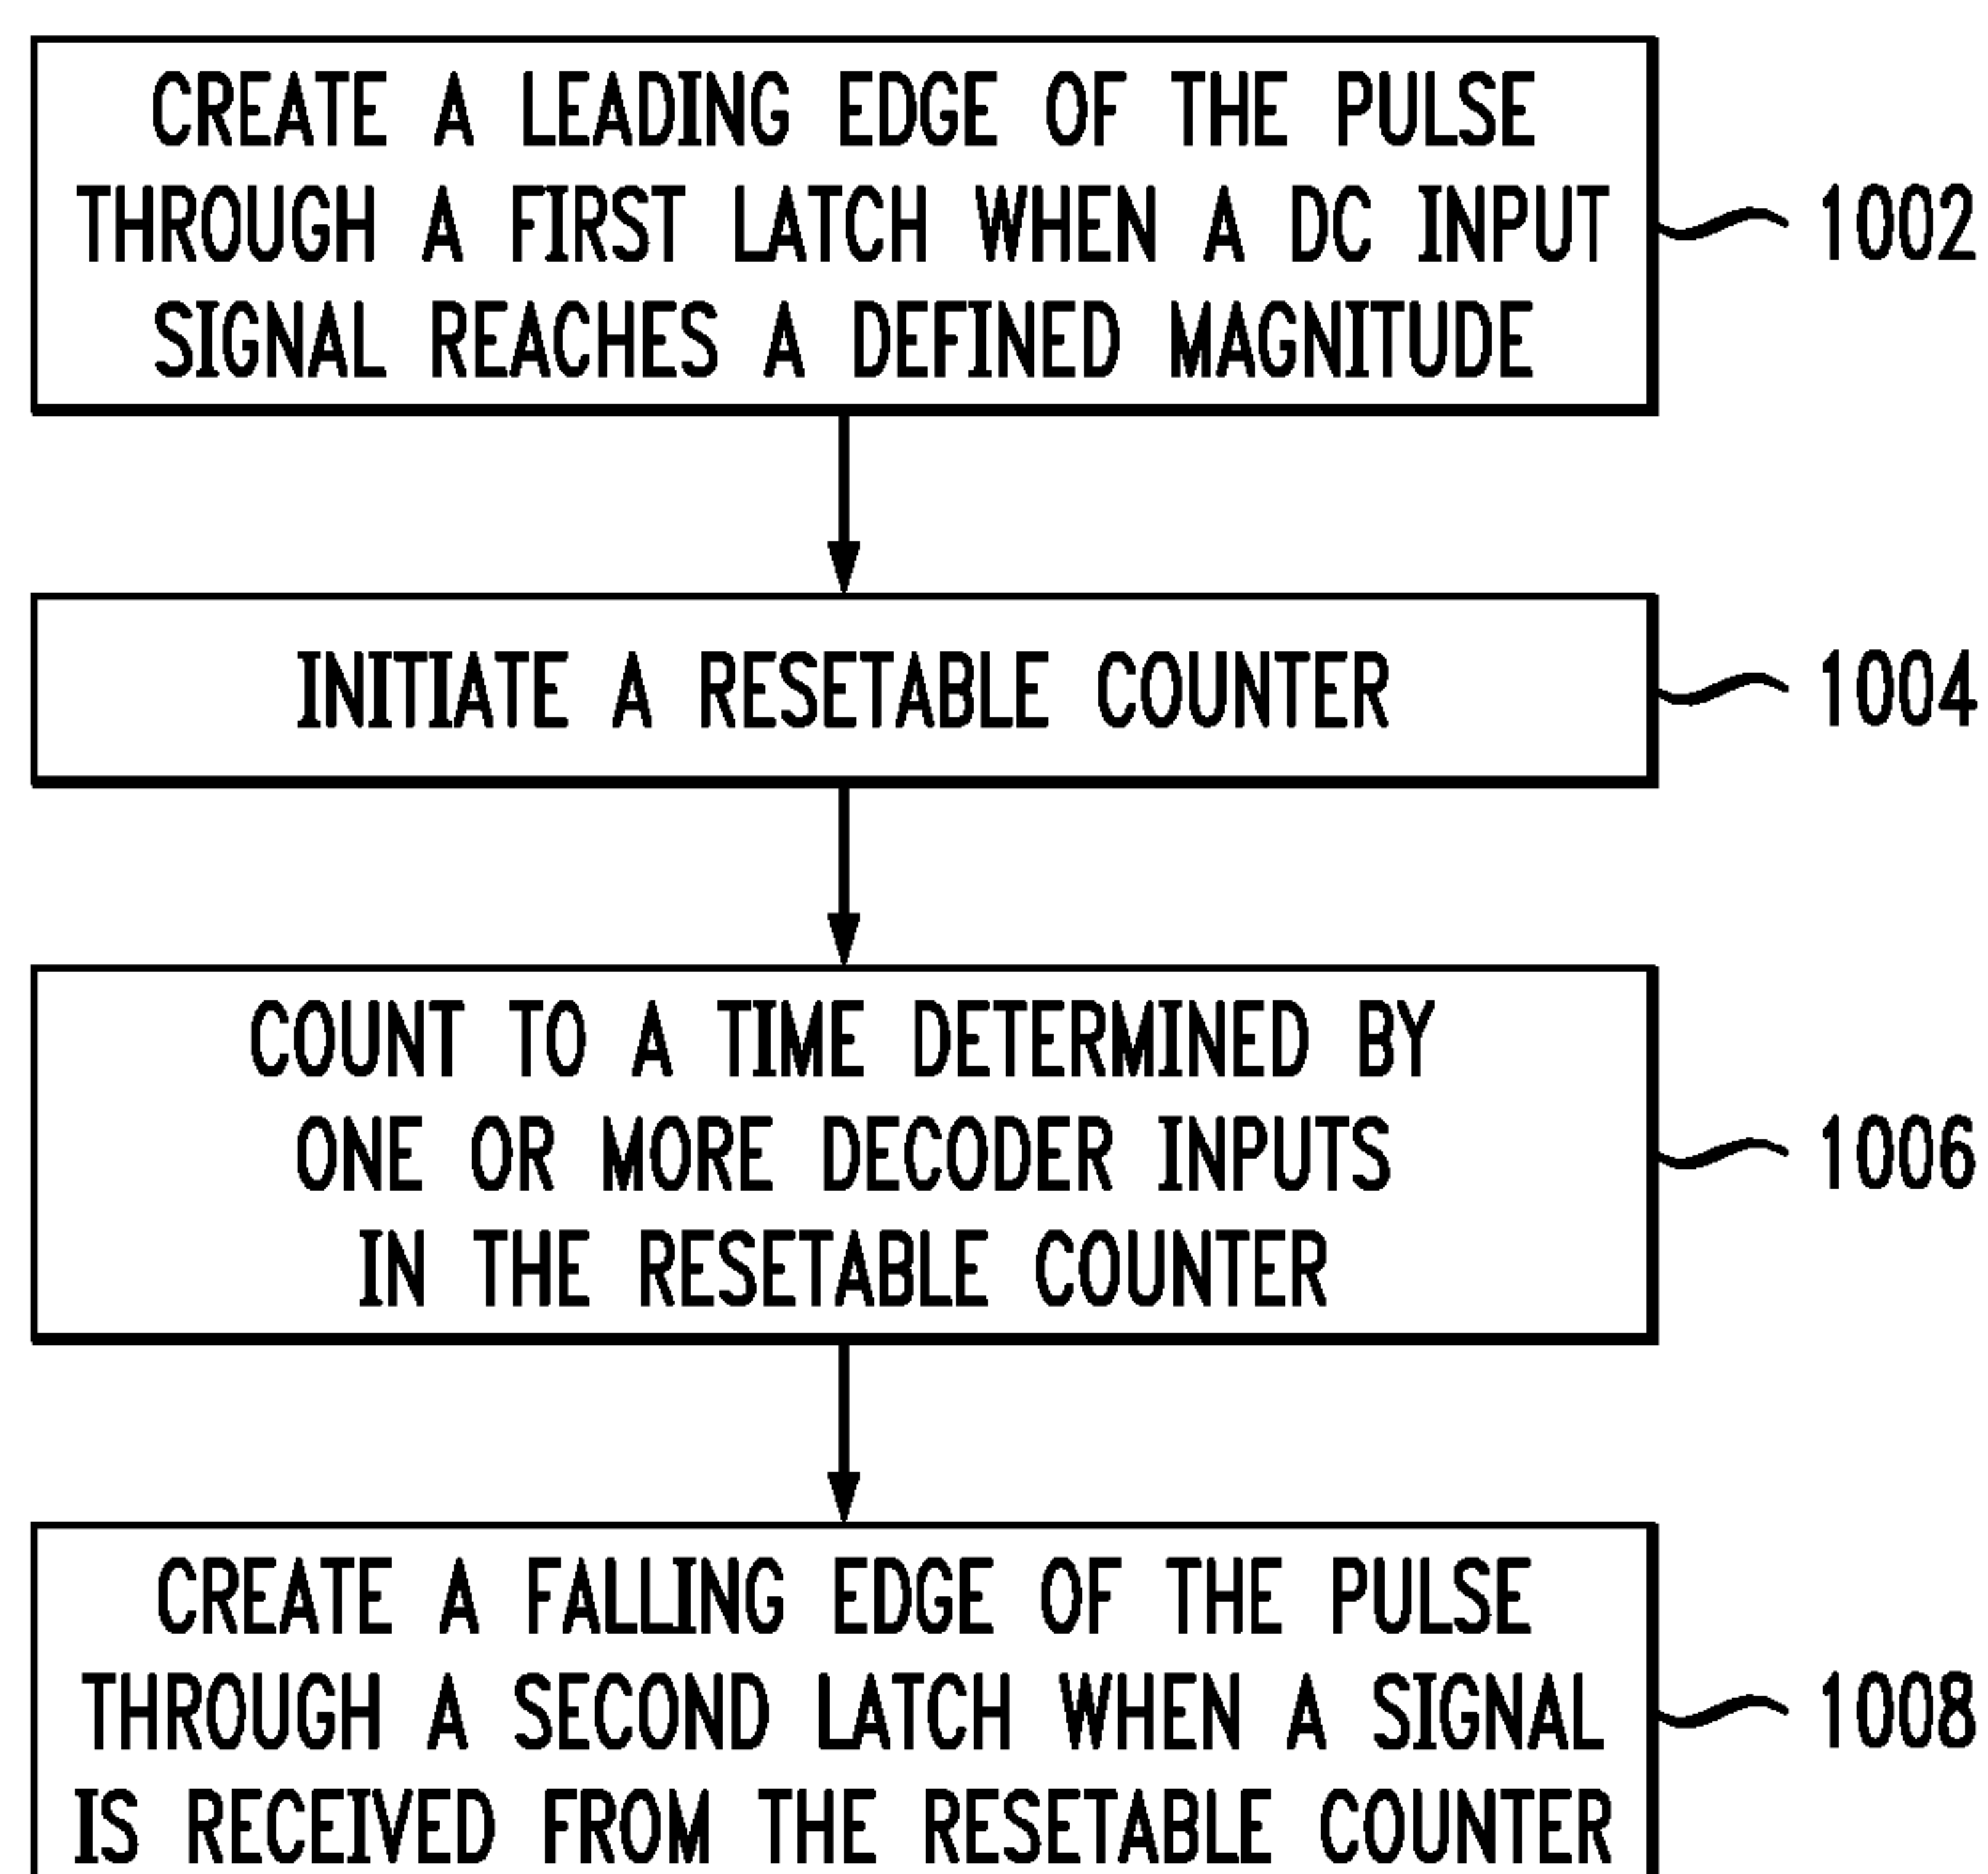 CREATE A LEADING EDGE OF THE PULSE
THROUGH A FIRST LATCH WHEN A DC INPUT
SIGNAL REACHES A DEFINED MAGNITUDE
1002
INITIATE A RESETABLE COUNTER
1004
COUNT TO A TIME DETERMINED BY
ONE OR MORE DECODER INPUTS
IN THE RESETABLE COUNTER
1006
CREATE A FALLING EDGE OF THE PULSE
THROUGH A SECOND LATCH WHEN A SIGNAL
IS RECEIVED FROM THE RESETABLE COUNTER
1008